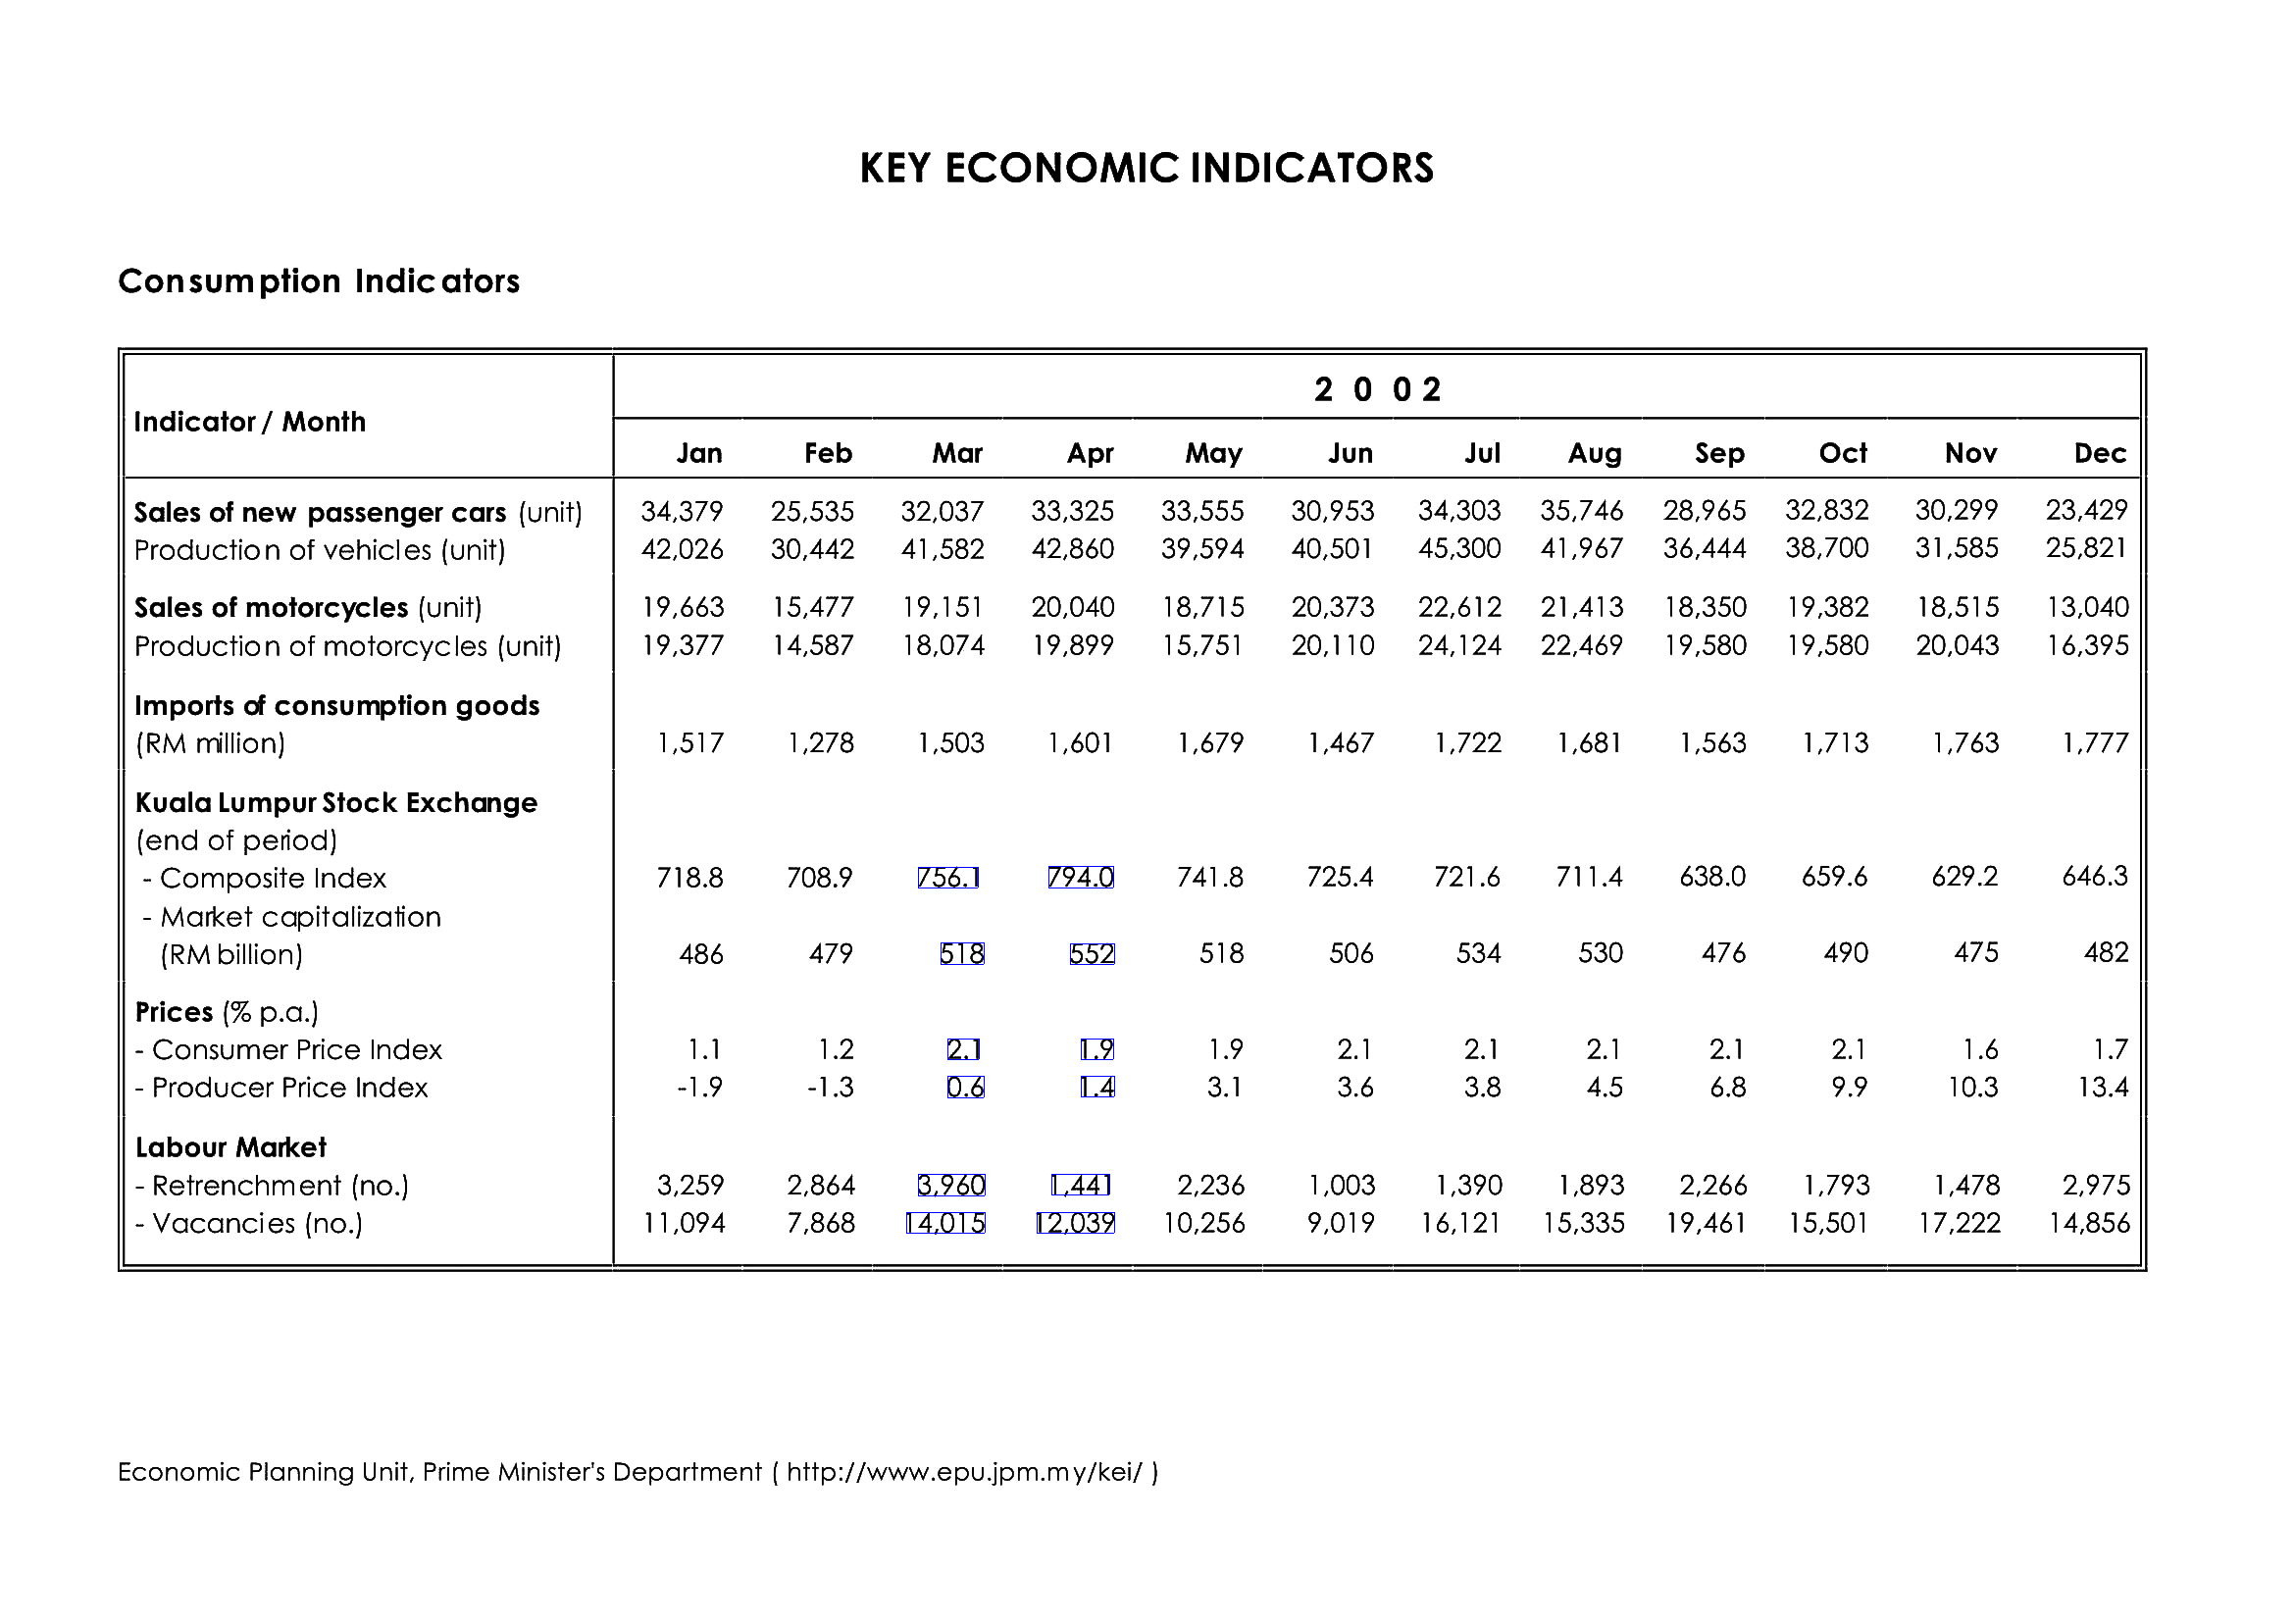 KEY ECONOMIC INDICATORS
Consumption Indicators
2 0 0 2
Indicator / Month
Jan Feb Mar Apr May Jun Jul Aug Sep Oct Nov Dec
Sales of new passenger cars (unit) 34,379 25,535 32,037 33,325 33,555 30,953 34,303 35,746 28,965 32,832 30,299 23,429
Production of vehicles (unit) 42,026 30,442 41,582 42,860 39,594 40,501 45,300 41,967 36,444 38,700 31,585 25,821
Sales of motorcycles (unit) 19,663 15,477 19,151 20,040 18,715 20,373 22,612 21,413 18,350 19,382 18,515 13,040
Production of motorcycles (unit) 19,377 14,587 18,074 19,899 15,751 20,110 24,124 22,469 19,580 19,580 20,043 16,395
Imports of consumption goods
(RM million) 1,517 1,278 1,503 1,601 1,679 1,467 1,722 1,681 1,563 1,713 1,763 1,777
Kuala Lumpur Stock Exchange
(end of period)
- Composite Index 718.8 708.9 756.1 794.0 741.8 725.4 721.6 711.4 638.0 659.6 629.2 646.3
- Market capitalization
(RM billion) 486 479 518 552 518 506 534 530 476 490 475 482
Prices (% p.a.)
- Consumer Price Index 1.1 1.2 2.1 1.9 1.9 2.1 2.1 2.1 2.1 2.1 1.6 1.7
- Producer Price Index -1.9 -1.3 0.6 1.4 3.1 3.6 3.8 4.5 6.8 9.9 10.3 13.4
Labour Market
- Retrenchment (no.) 3,259 2,864 3,960 1,441 2,236 1,003 1,390 1,893 2,266 1,793 1,478 2,975
- Vacancies (no.) 11,094 7,868 14,015 12,039 10,256 9,019 16,121 15,335 19,461 15,501 17,222 14,856
Economic Planning Unit, Prime Minister's Department ( http://www.epu.jpm.my/kei/ )